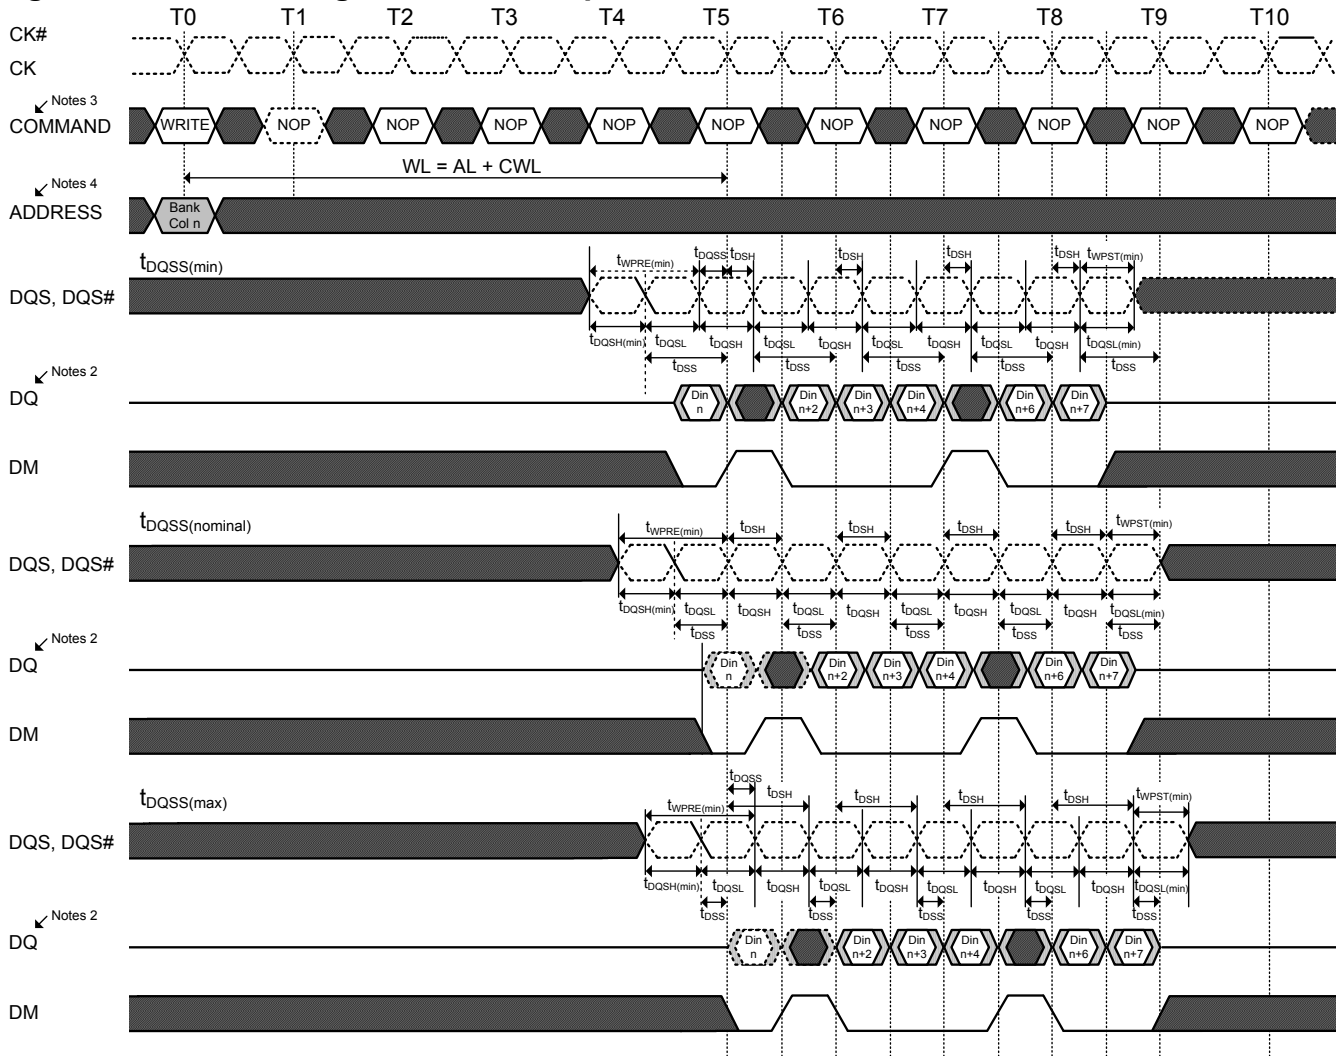 T0 T1 T2 T3 T4 T5 T6 T7 T8 T9 T10
CK#
CK
Notes 3
COMMAND WRITE NOP NOP NOP NOP NOP NOP NOP NOP NOP NOP
WL = AL + CWL
Notes 4
ADDRESS Bank Col n
tDQSS(min) tWPRE(min) tDQSS tDSH tDSH tDSH tDSH tWPST(min)
DQS, DQS#
tDQSH(min) tDQSL tDQSH tDQSL tDQSH tDQSL tDQSH tDQSL tDQSH tDQSL(min)
tDSS tDSS tDSS tDSS tDSS
Notes 2
DQ Din n Din n+2 Din n+3 Din n+4 Din n+6 Din n+7
DM
tDQSS(nominal) tWPRE(min) tDSH tDSH tDSH tDSH tWPST(min)
DQS, DQS#
tDQSH(min) tDQSL tDQSH tDQSL tDQSH tDQSL tDQSH tDQSL tDQSH tDQSL(min)
tDSS tDSS tDSS tDSS tDSS
Notes 2
DQ Din n Din n+2 Din n+3 Din n+4 Din n+6 Din n+7
DM
tDQSS
tDQSS(max) tWPRE(min) tDSH tDSH tDSH tDSH tWPST(min)
DQS, DQS#
tDQSH(min) tDQSL tDQSH tDQSL tDQSH tDQSL tDQSH tDQSL tDQSH tDQSL(min)
tDSS tDSS tDSS tDSS tDSS
Notes 2
DQ Din n Din n+2 Din n+3 Din n+4 Din n+6 Din n+7
DM